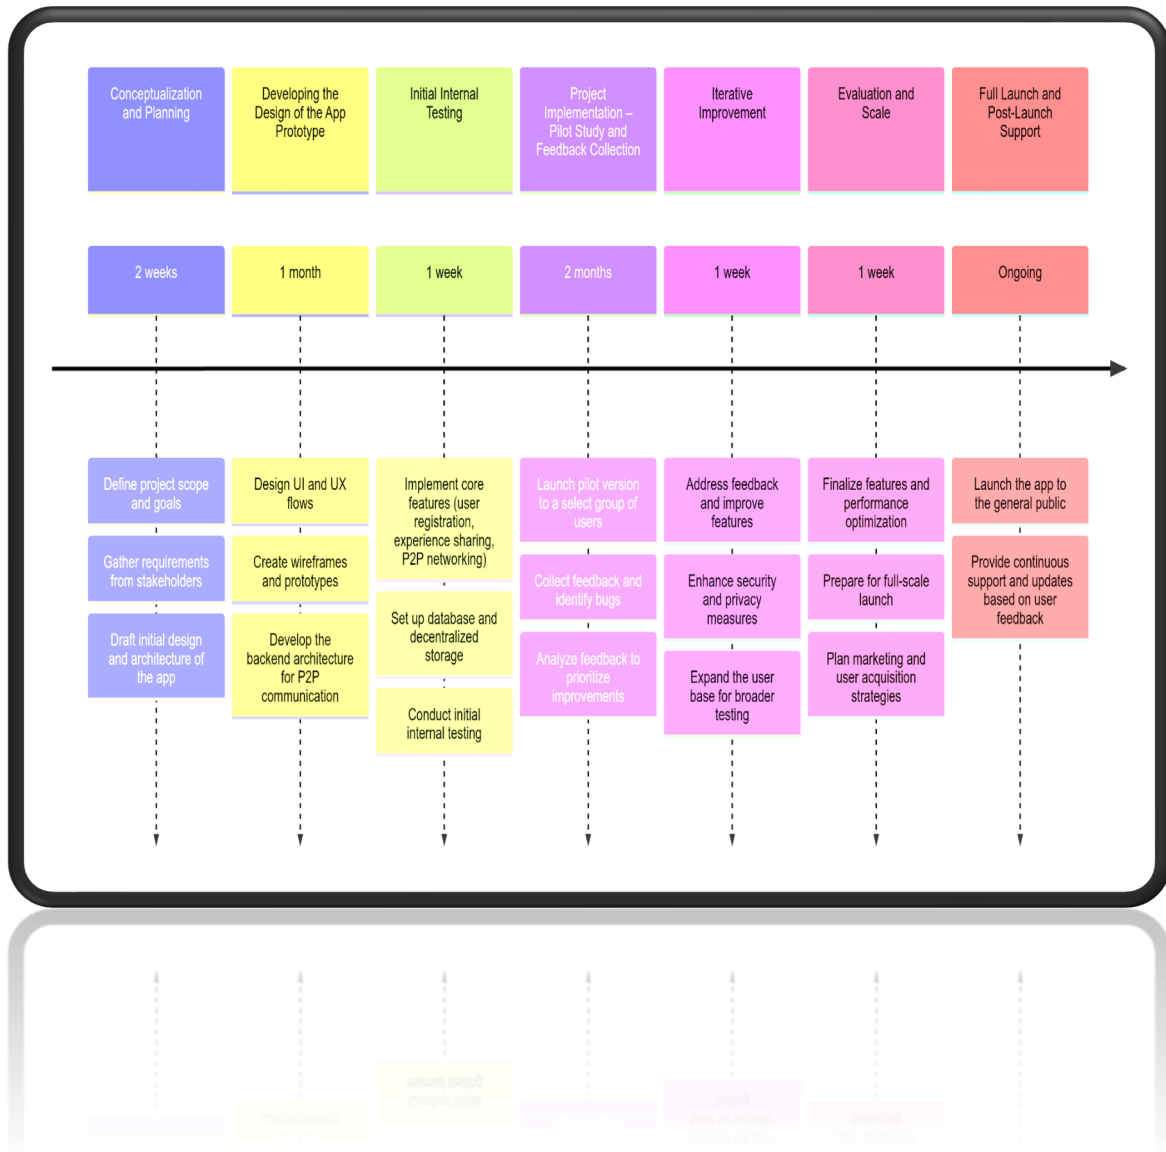 Conceptualization
and Planning
Developing the
Design of the App
Prototype
Initial Internal
Testing
Project
Implementation –
Pilot Study and
Feedback Collection
Iterative
Improvement
Evaluation and
Scale
Full Launch and
Post-Launch
Support
2 weeks
1 month
1 week
2 months
1 week
1 week
Ongoing
Define project scope
and goals
Gather requirements
from stakeholders
Draft initial design
and architecture of
the app
Design UI and UX
flows
Create wireframes
and prototypes
Develop the
backend architecture
for P2P
communication
Implement core
features (user
registration,
experience sharing,
P2P networking)
Set up database and
decentralized
storage
Conduct initial
internal testing
Launch pilot version
to a select group of
users
Collect feedback and
identify bugs
Analyze feedback to
prioritize
improvements
Address feedback
and improve
features
Enhance security
and privacy
measures
Expand the user
base for broader
testing
Finalize features and
performance
optimization
Prepare for full-scale
launch
Plan marketing and
user acquisition
strategies
Launch the app to
the general public
Provide continuous
support and updates
based on user
feedback